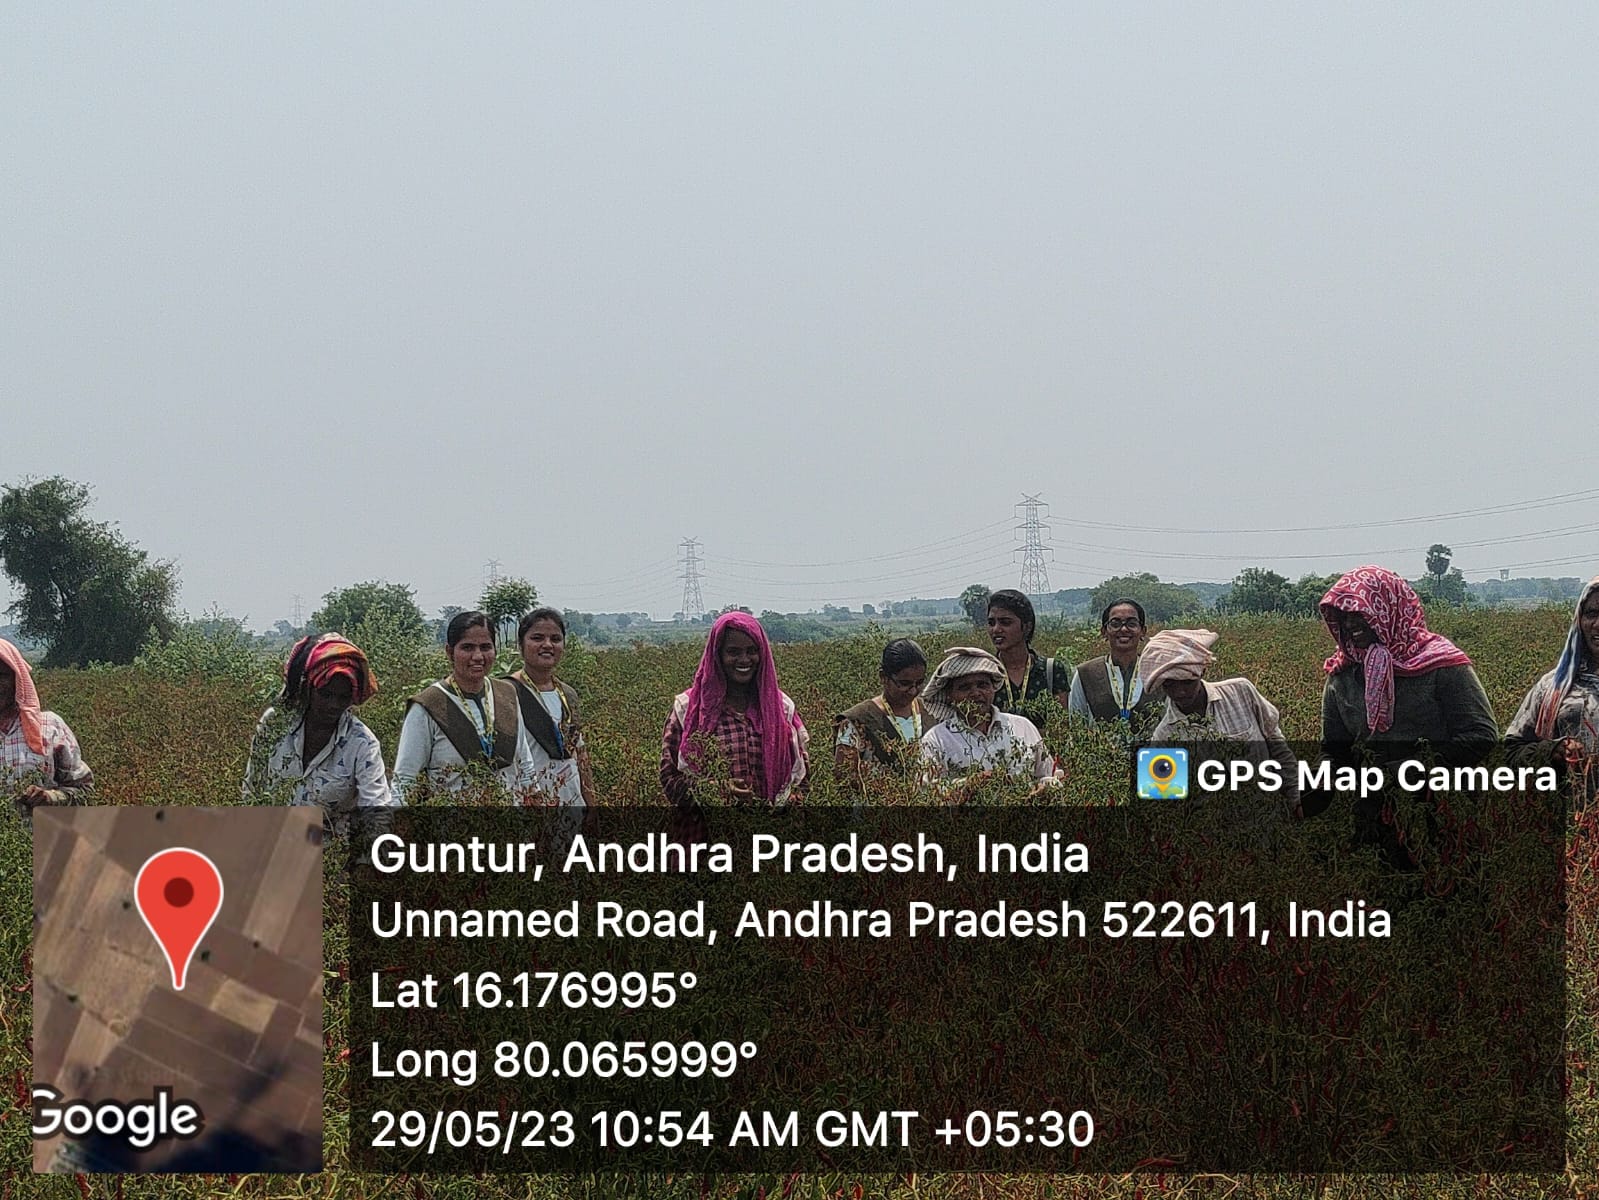 GPS Map Camera
Guntur, Andhra Pradesh, India
Unnamed Road, Andhra Pradesh 522611, India
Lat 16.176995°
Long 80.065999°
29/05/23 10:54 AM GMT +05:30
Google